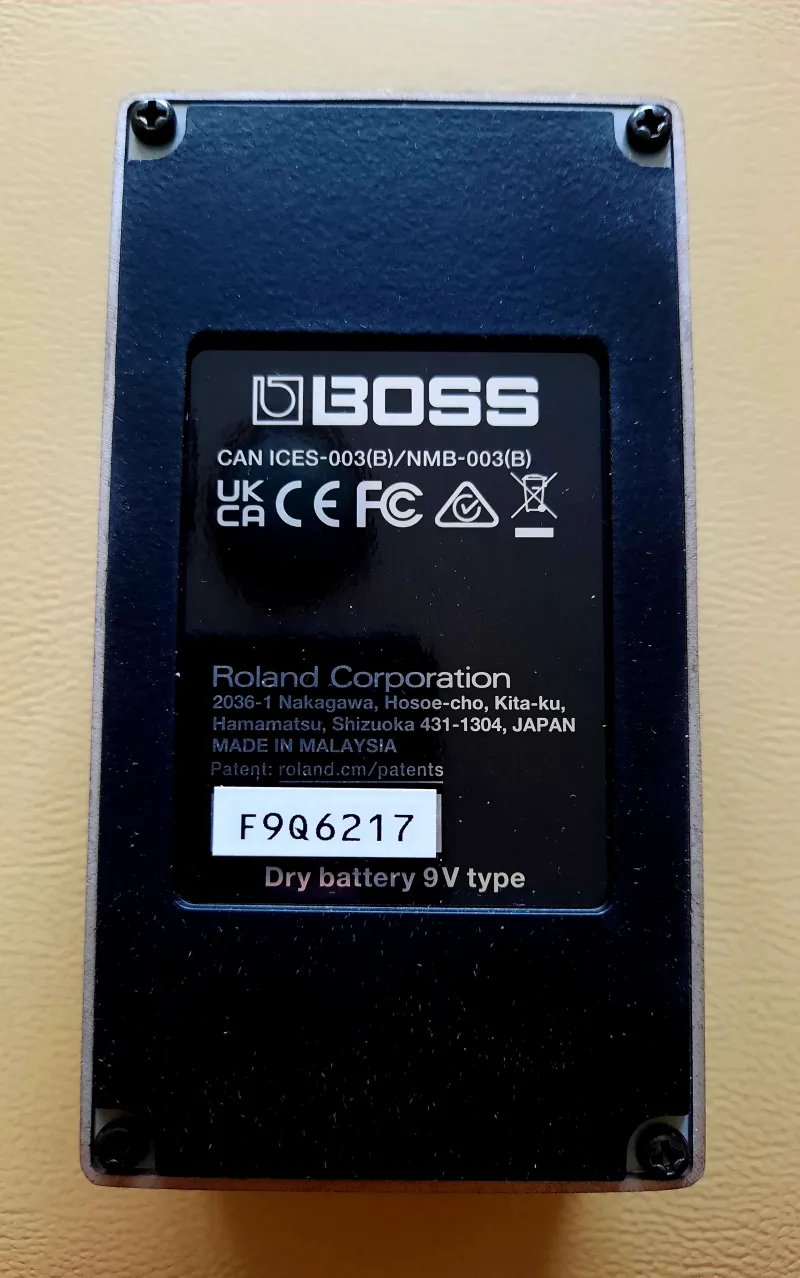 BOSS
CAN ICES-003(B)/NMB-003(B)
UK CA CE FC
Roland Corporation
2036-1 Nakagawa, Hosoe-cho, Kita-ku,
Hamamatsu, Shizuoka 431-1304, JAPAN
MADE IN MALAYSIA
Patent: roland.cm/patents
F9Q6217
Dry battery 9V type